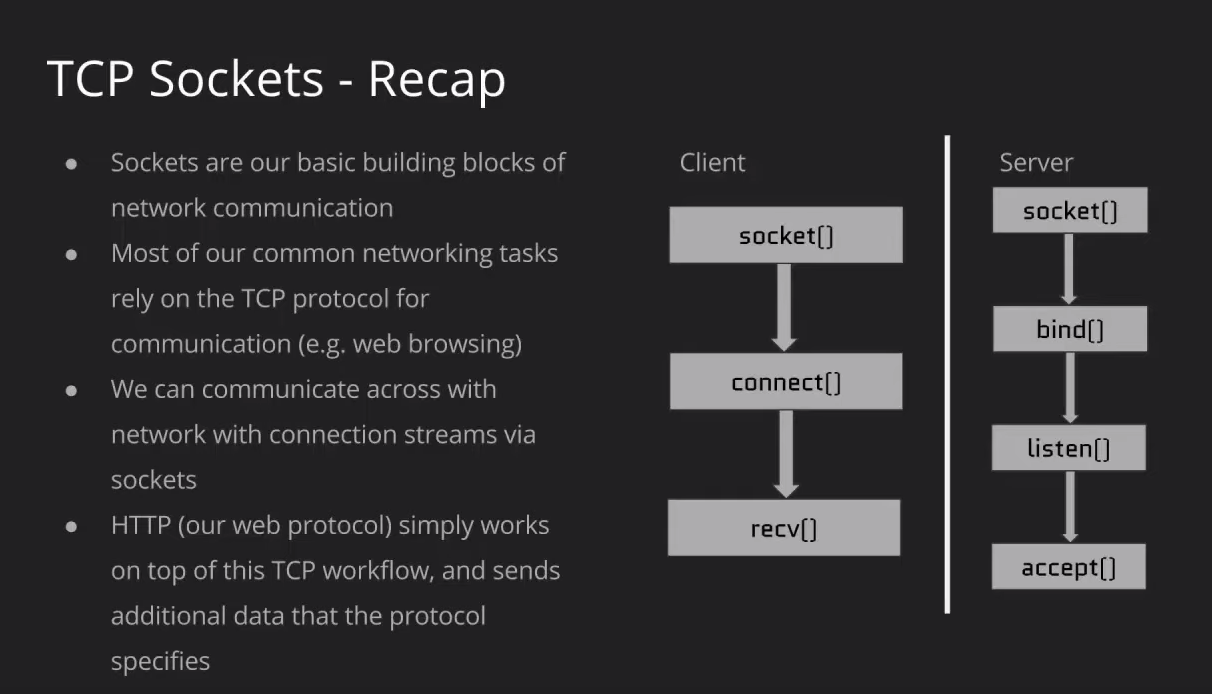 TCP Sockets - Recap
● Sockets are our basic building blocks of
network communication
● Most of our common networking tasks
rely on the TCP protocol for
communication (e.g. web browsing)
● We can communicate across with
network with connection streams via
sockets
● HTTP (our web protocol) simply works
on top of this TCP workflow, and sends
additional data that the protocol
specifies
Client
socket()
connect()
recv()
Server
socket()
bind()
listen()
accept()